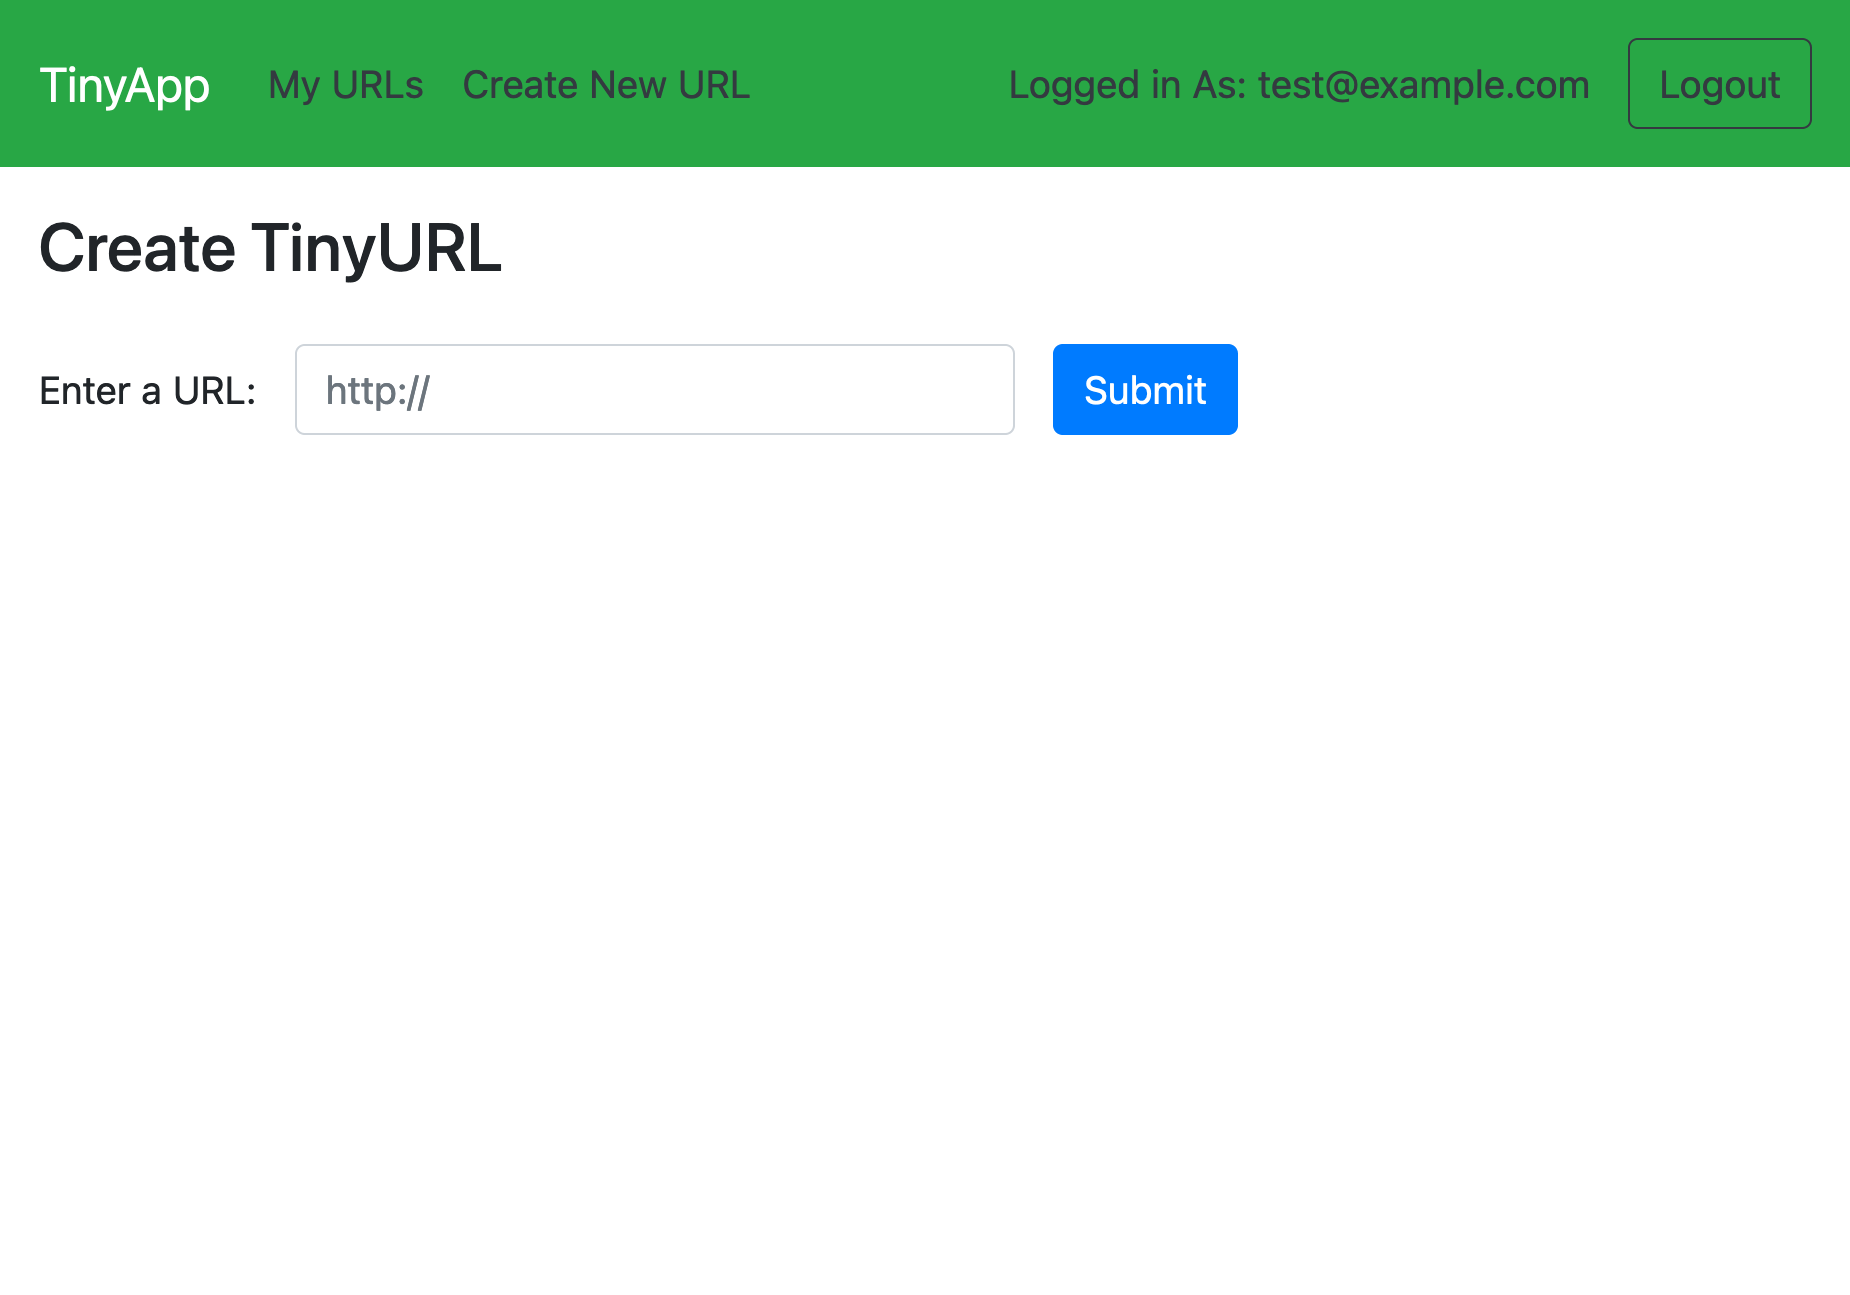 TinyApp My URLs Create New URL Logged in As: test@example.com Logout
Create TinyURL
Enter a URL: http:// Submit